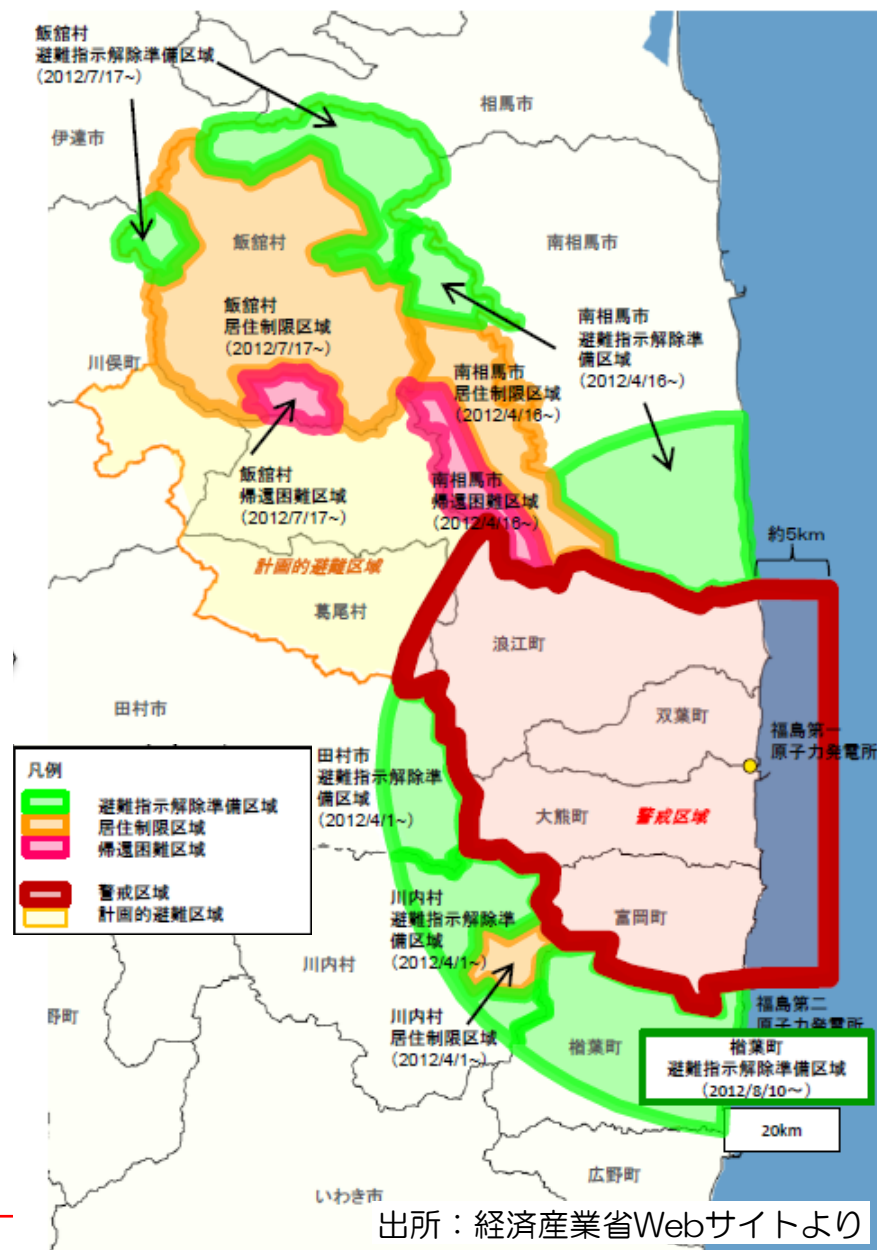 飯舘村
避難指示解除準備区域
（2012/7/17~）
相馬市
伊達市
飯舘村
南相馬市
飯舘村
居住制限区域
（2012/7/17~）
南相馬市
避難指示解除準
備区域
（2012/4/16~）
川俣町
南相馬市
居住制限区域
（2012/4/16~）
飯舘村
帰還困難区域
（2012/7/17~）
南相馬市
帰還困難区域
（2012/4/16~）
約5km
計画的避難区域
葛尾村
浪江町
田村市
双葉町
福島第一
原子力発電所
凡例
避難指示解除準備区域
居住制限区域
帰還困難区域
警戒区域
計画的避難区域
田村市
避難指示解除準
備区域
（2012/4/1~）
大熊町
警戒区域
川内村
避難指示解除準
備区域
（2012/4/1~）
富岡町
川内村
川内村
居住制限区域
（2012/4/1~）
野町
福島第二
原子力発電所
楢葉町
楢葉町
避難指示解除準備区域
（2012/8/10～）
20km
広野町
いわき市
出所：経済産業省Webサイトより